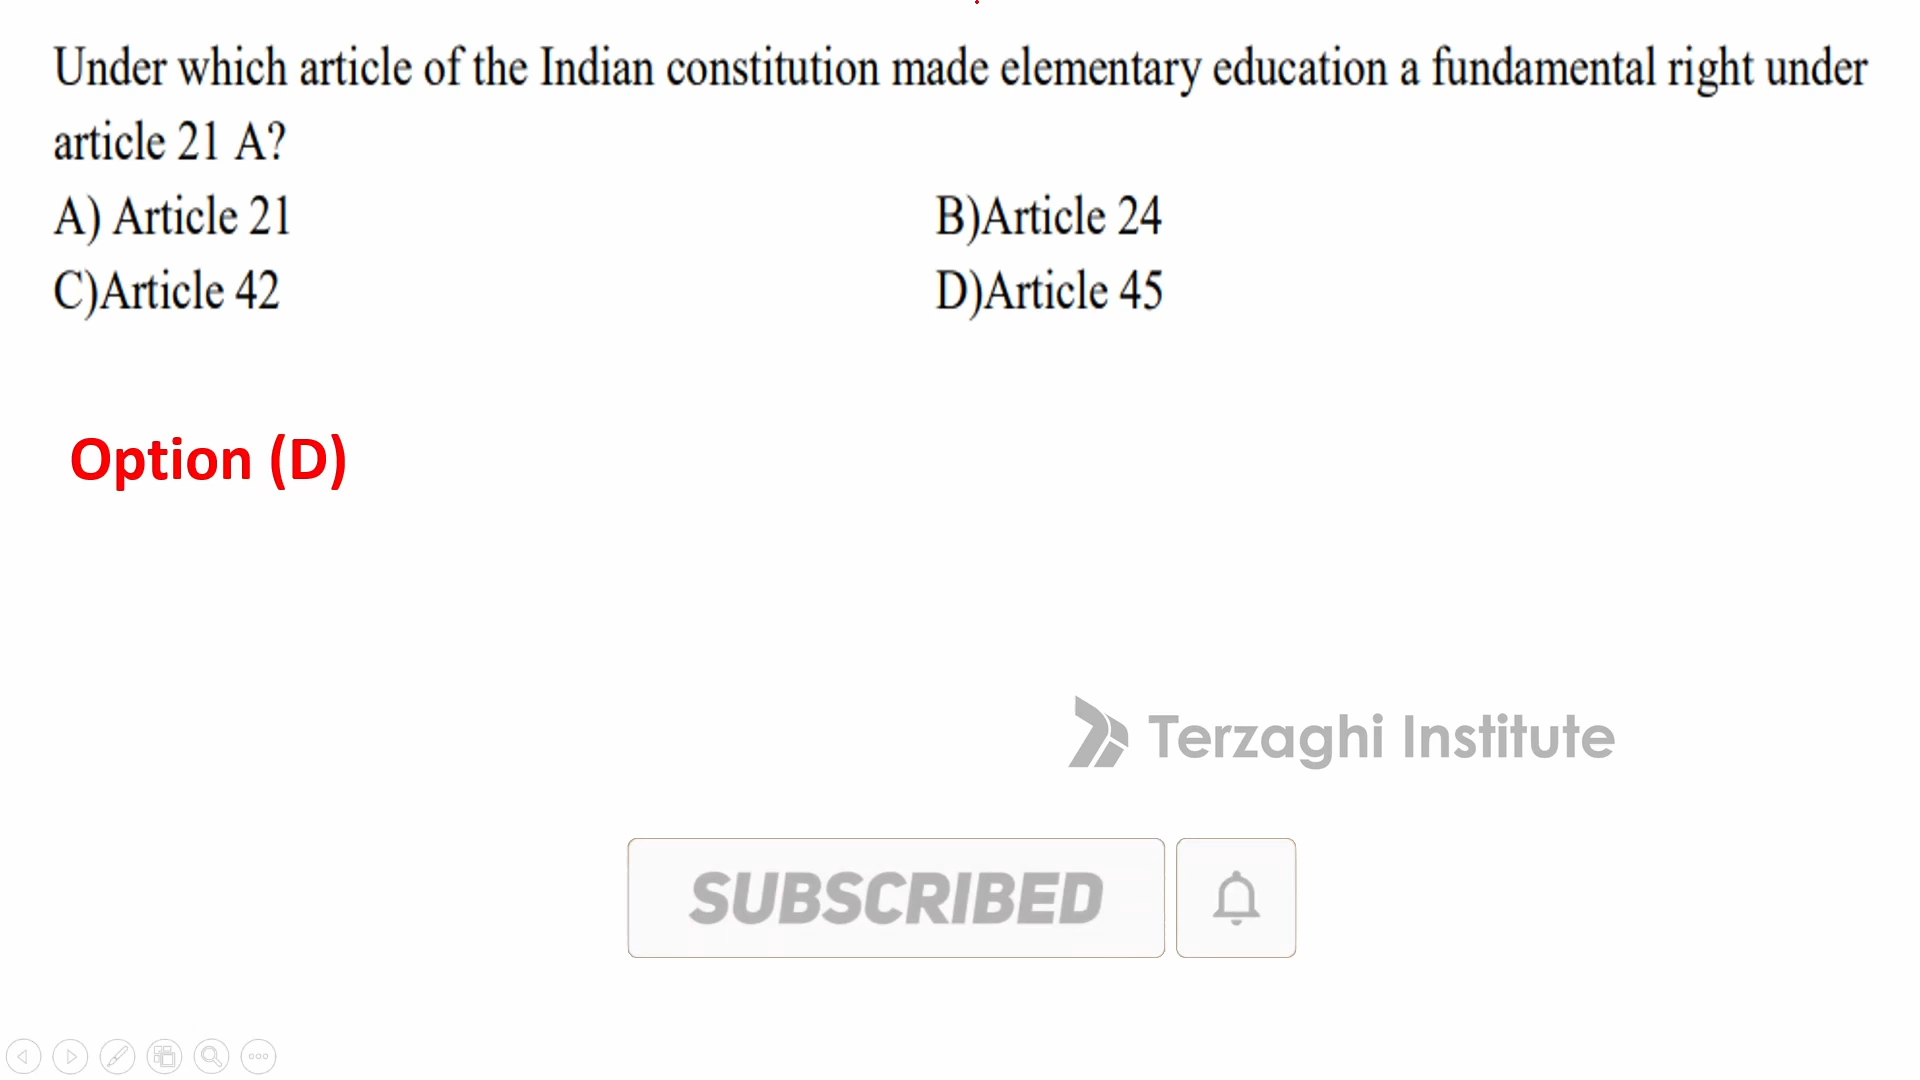 Under which article of the Indian constitution made elementary education a fundamental right under
article 21 A?
A) Article 21 B)Article 24
C)Article 42 D)Article 45
Option (D)
Terzaghi Institute
SUBSCRIBED